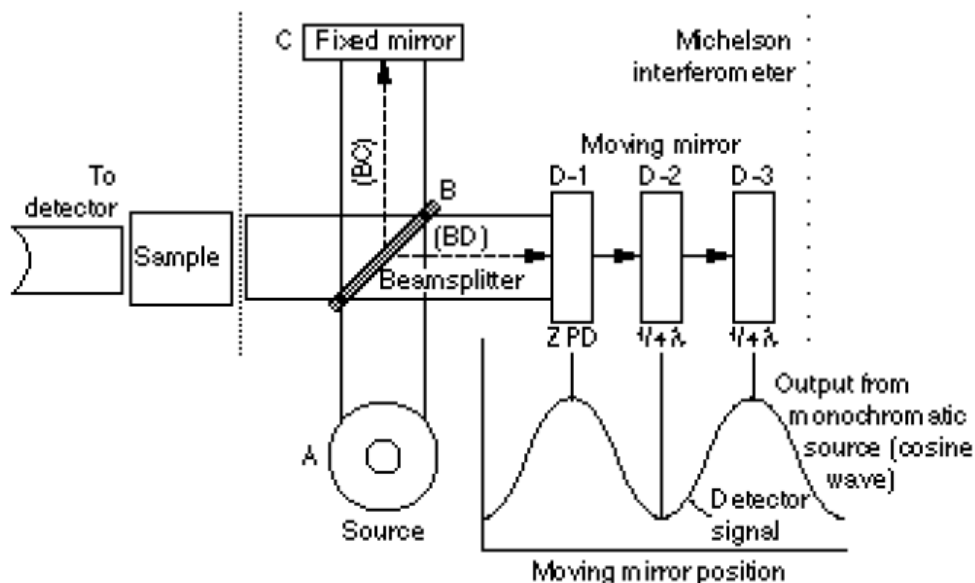 C
Fixed mirror
Michelson
interferometer
(BC)
Moving mirror
D-1
D-2
D-3
To
detector
B
Sample
(BD)
Beamsplitter
ZPD
1/4 λ
1/4 λ
A
Source
Output from
monochromatic
source (cosine
wave)
Detector
signal
Moving mirror position